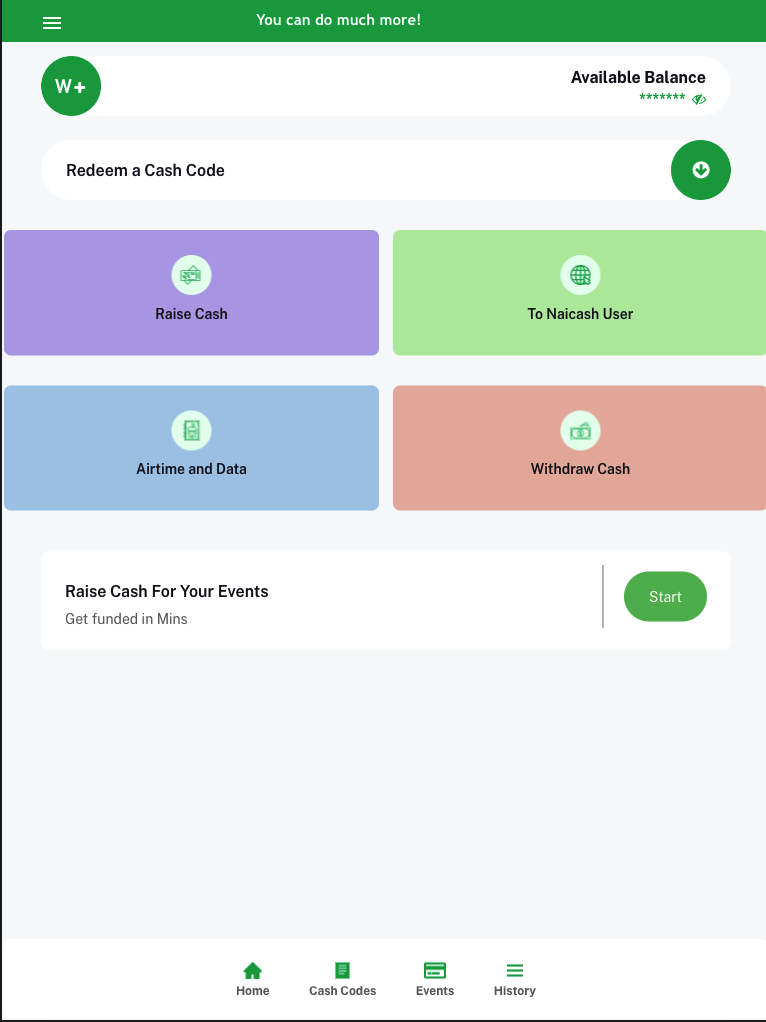 You can do much more!
W+
Available Balance
*******
Redeem a Cash Code
Raise Cash
To Naicash User
Airtime and Data
Withdraw Cash
Raise Cash For Your Events
Get funded in Mins
Start
Home
Cash Codes
Events
History